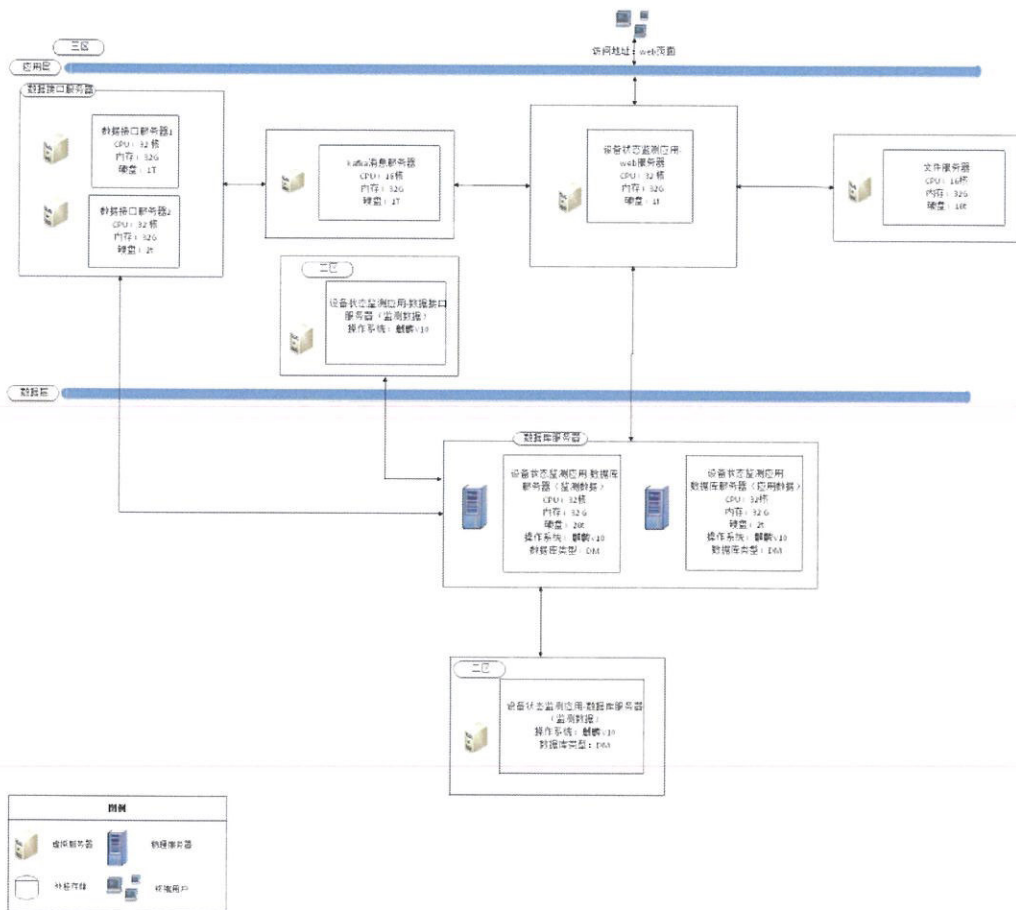 访问地址：web页面
三区
应用层
数据接口服务器
数据接口服务器1
CPU：32核
内存：32G
硬盘：1T
数据接口服务器2
CPU：32核
内存：32G
硬盘：2t
kafka消息服务器
CPU：16核
内存：32G
硬盘：1T
设备状态监测应用-
web服务器
CPU：32核
内存：32G
硬盘：1t
文件服务器
CPU：16核
内存：32G
硬盘：18t
二区
设备状态监测应用-数据接口
服务器（监测数据）
操作系统：麒麟v10
数据层
数据库服务器
设备状态监测应用-数据库
服务器（监测数据）
CPU：32核
内存：32G
硬盘：20t
操作系统：麒麟v10
数据库类型：DM
设备状态监测应用-
数据库服务器（应用数据）
CPU：32核
内存：32G
硬盘：2t
操作系统：麒麟v10
数据库类型：DM
二区
设备状态监测应用-数据库服务器
（监测数据）
操作系统：麒麟v10
数据库类型：DM
图例
虚拟服务器
物理服务器
外接存储
终端用户